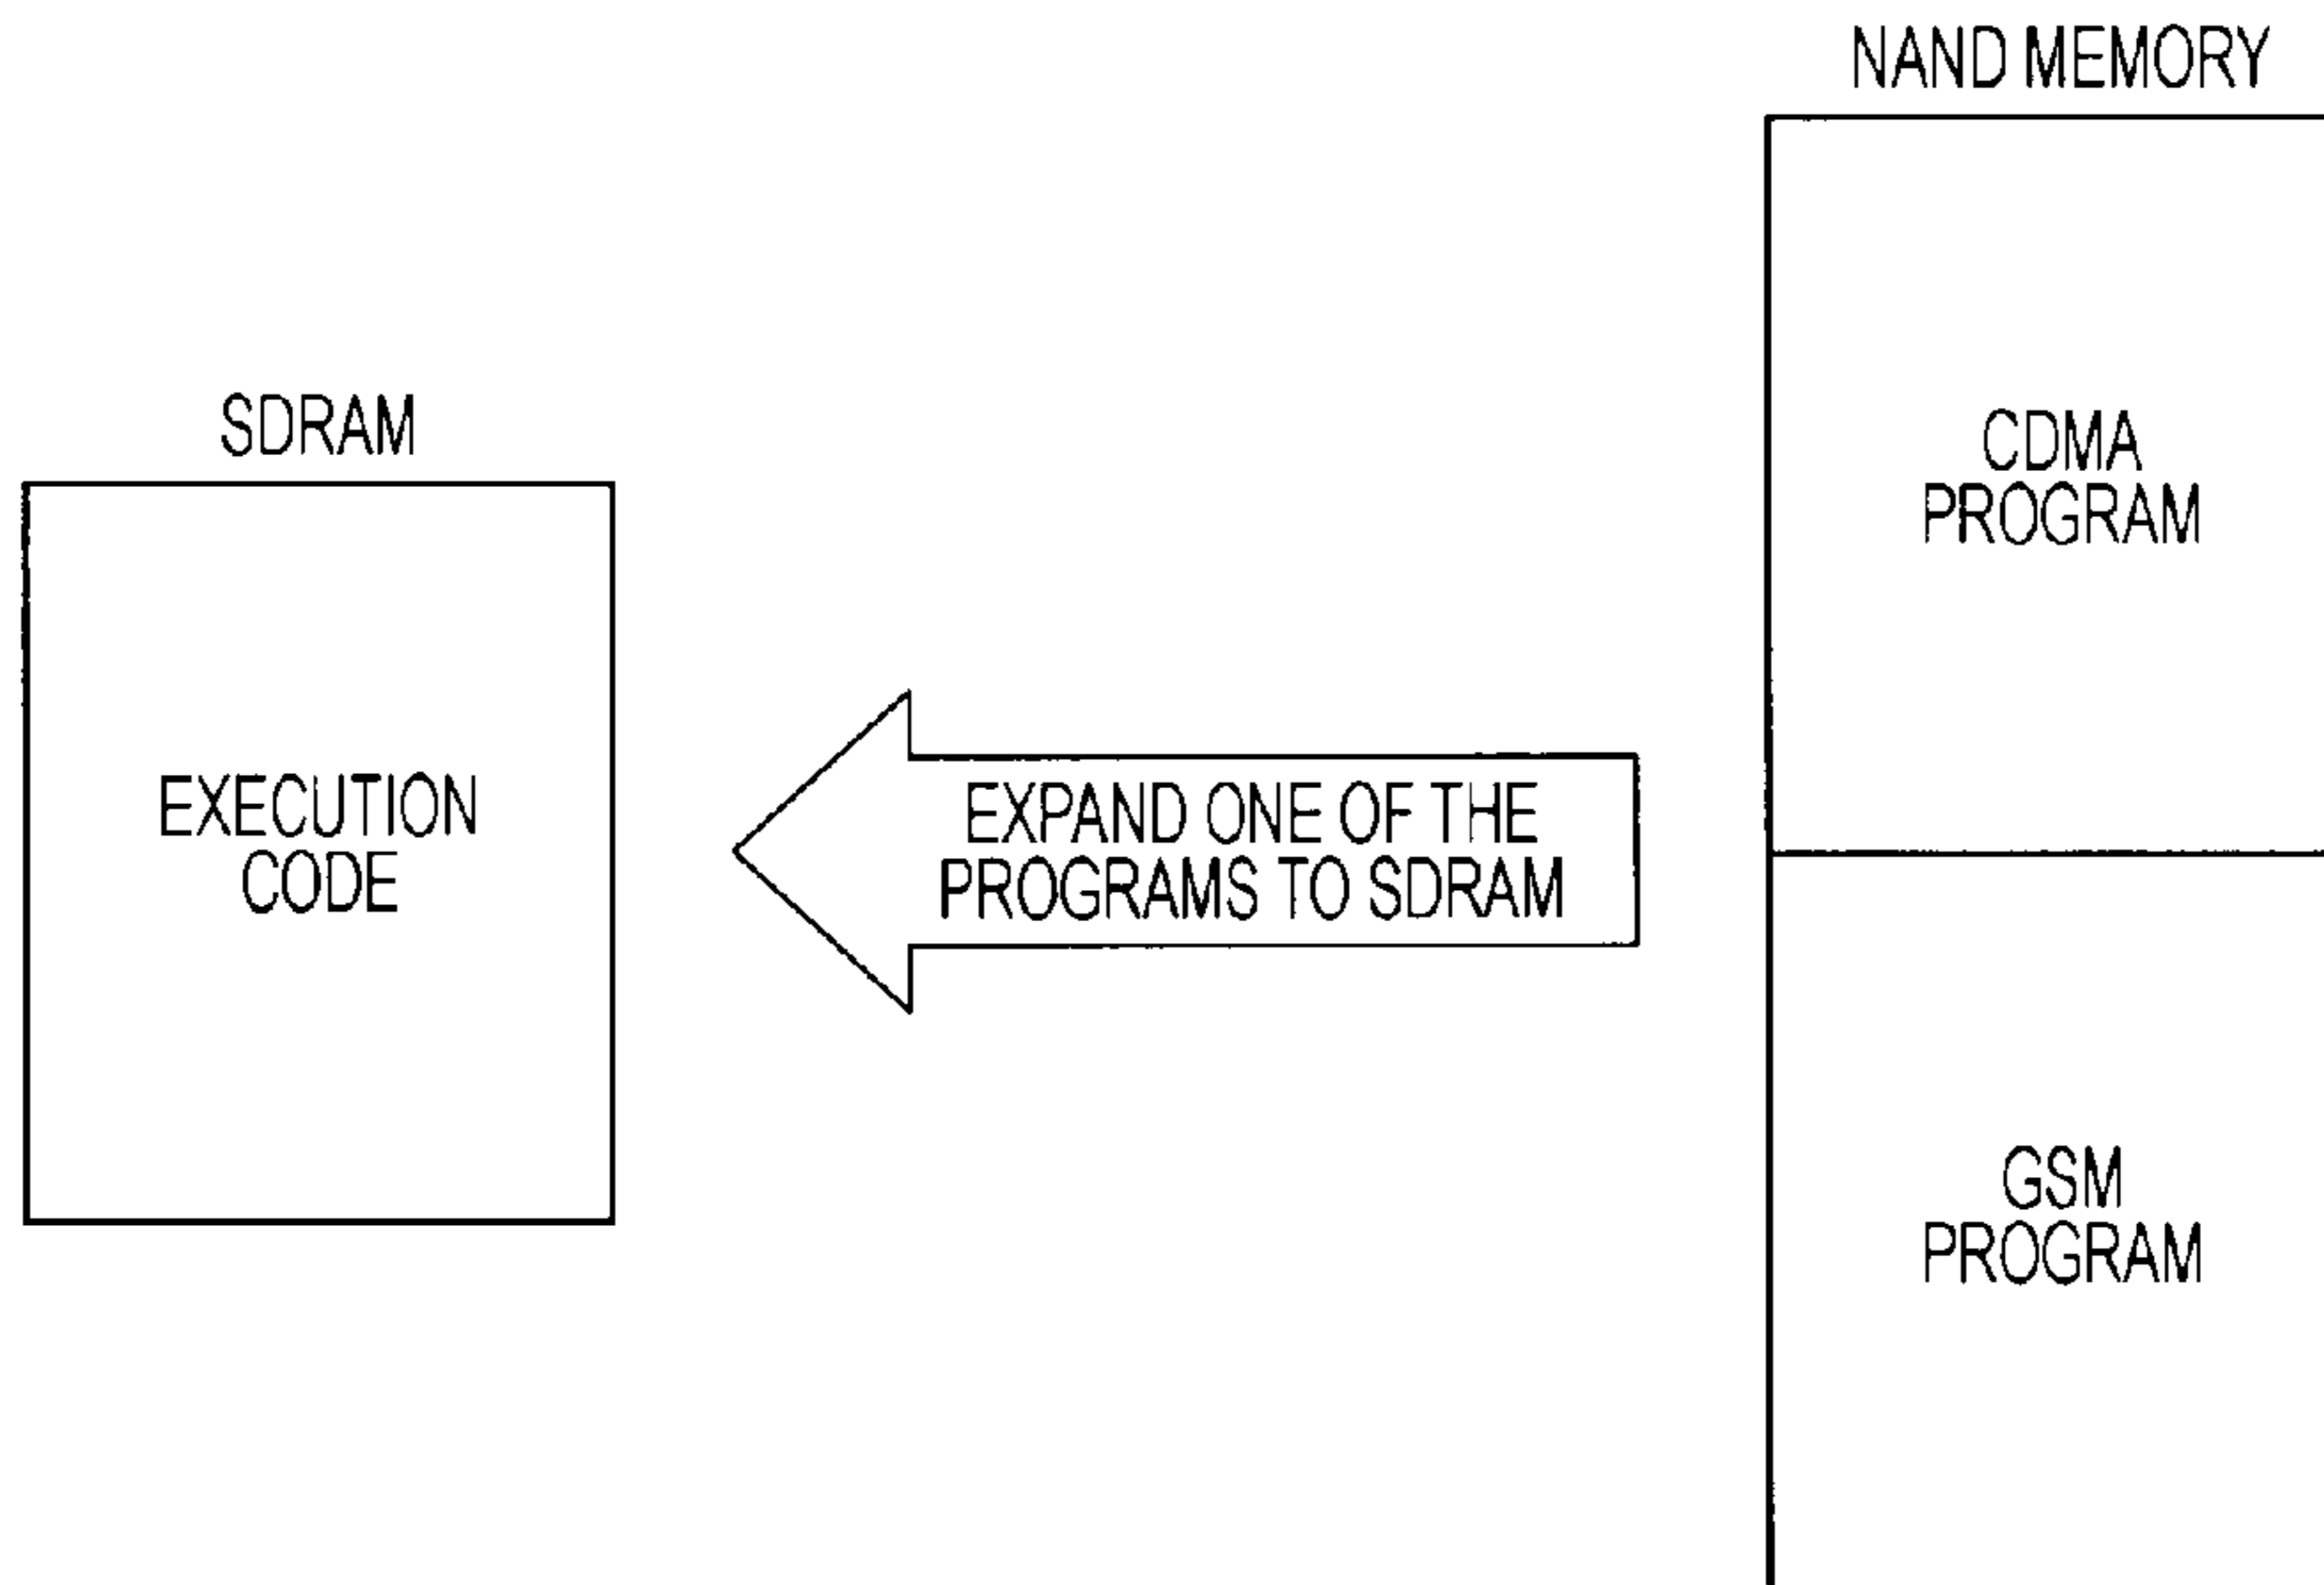 NAND MEMORY
SDRAM
CDMA
PROGRAM
EXECUTION
CODE
EXPAND ONE OF THE
PROGRAMS TO SDRAM
GSM
PROGRAM